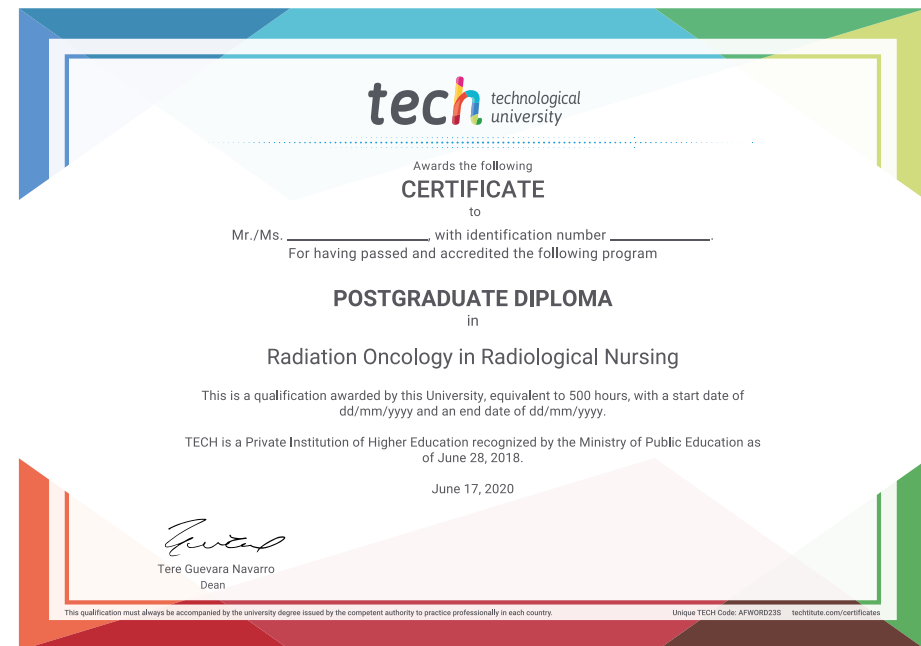 tech technological
university
Awards the following
CERTIFICATE
to
Mr./Ms. ____________________, with identification number ______________.
For having passed and accredited the following program
POSTGRADUATE DIPLOMA
in
Radiation Oncology in Radiological Nursing
This is a qualification awarded by this University, equivalent to 500 hours, with a start date of
dd/mm/yyyy and an end date of dd/mm/yyyy.
TECH is a Private Institution of Higher Education recognized by the Ministry of Public Education as
of June 28, 2018.
June 17, 2020
Tere Guevara Navarro
Dean
This qualification must always be accompanied by the university degree issued by the competent authority to practice professionally in each country.
Unique TECH Code: AFWORD23S techtitute.com/certificates